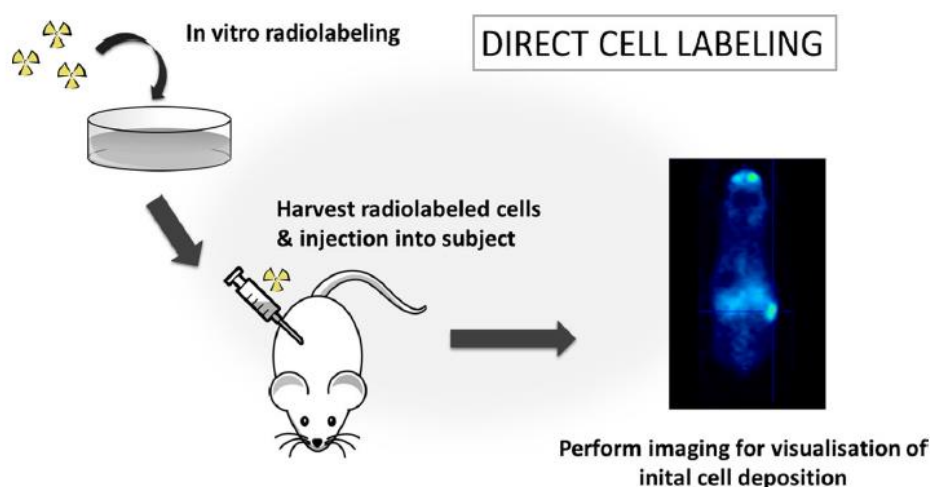 In vitro radiolabeling
DIRECT CELL LABELING
Harvest radiolabeled cells
& injection into subject
Perform imaging for visualisation of
inital cell deposition